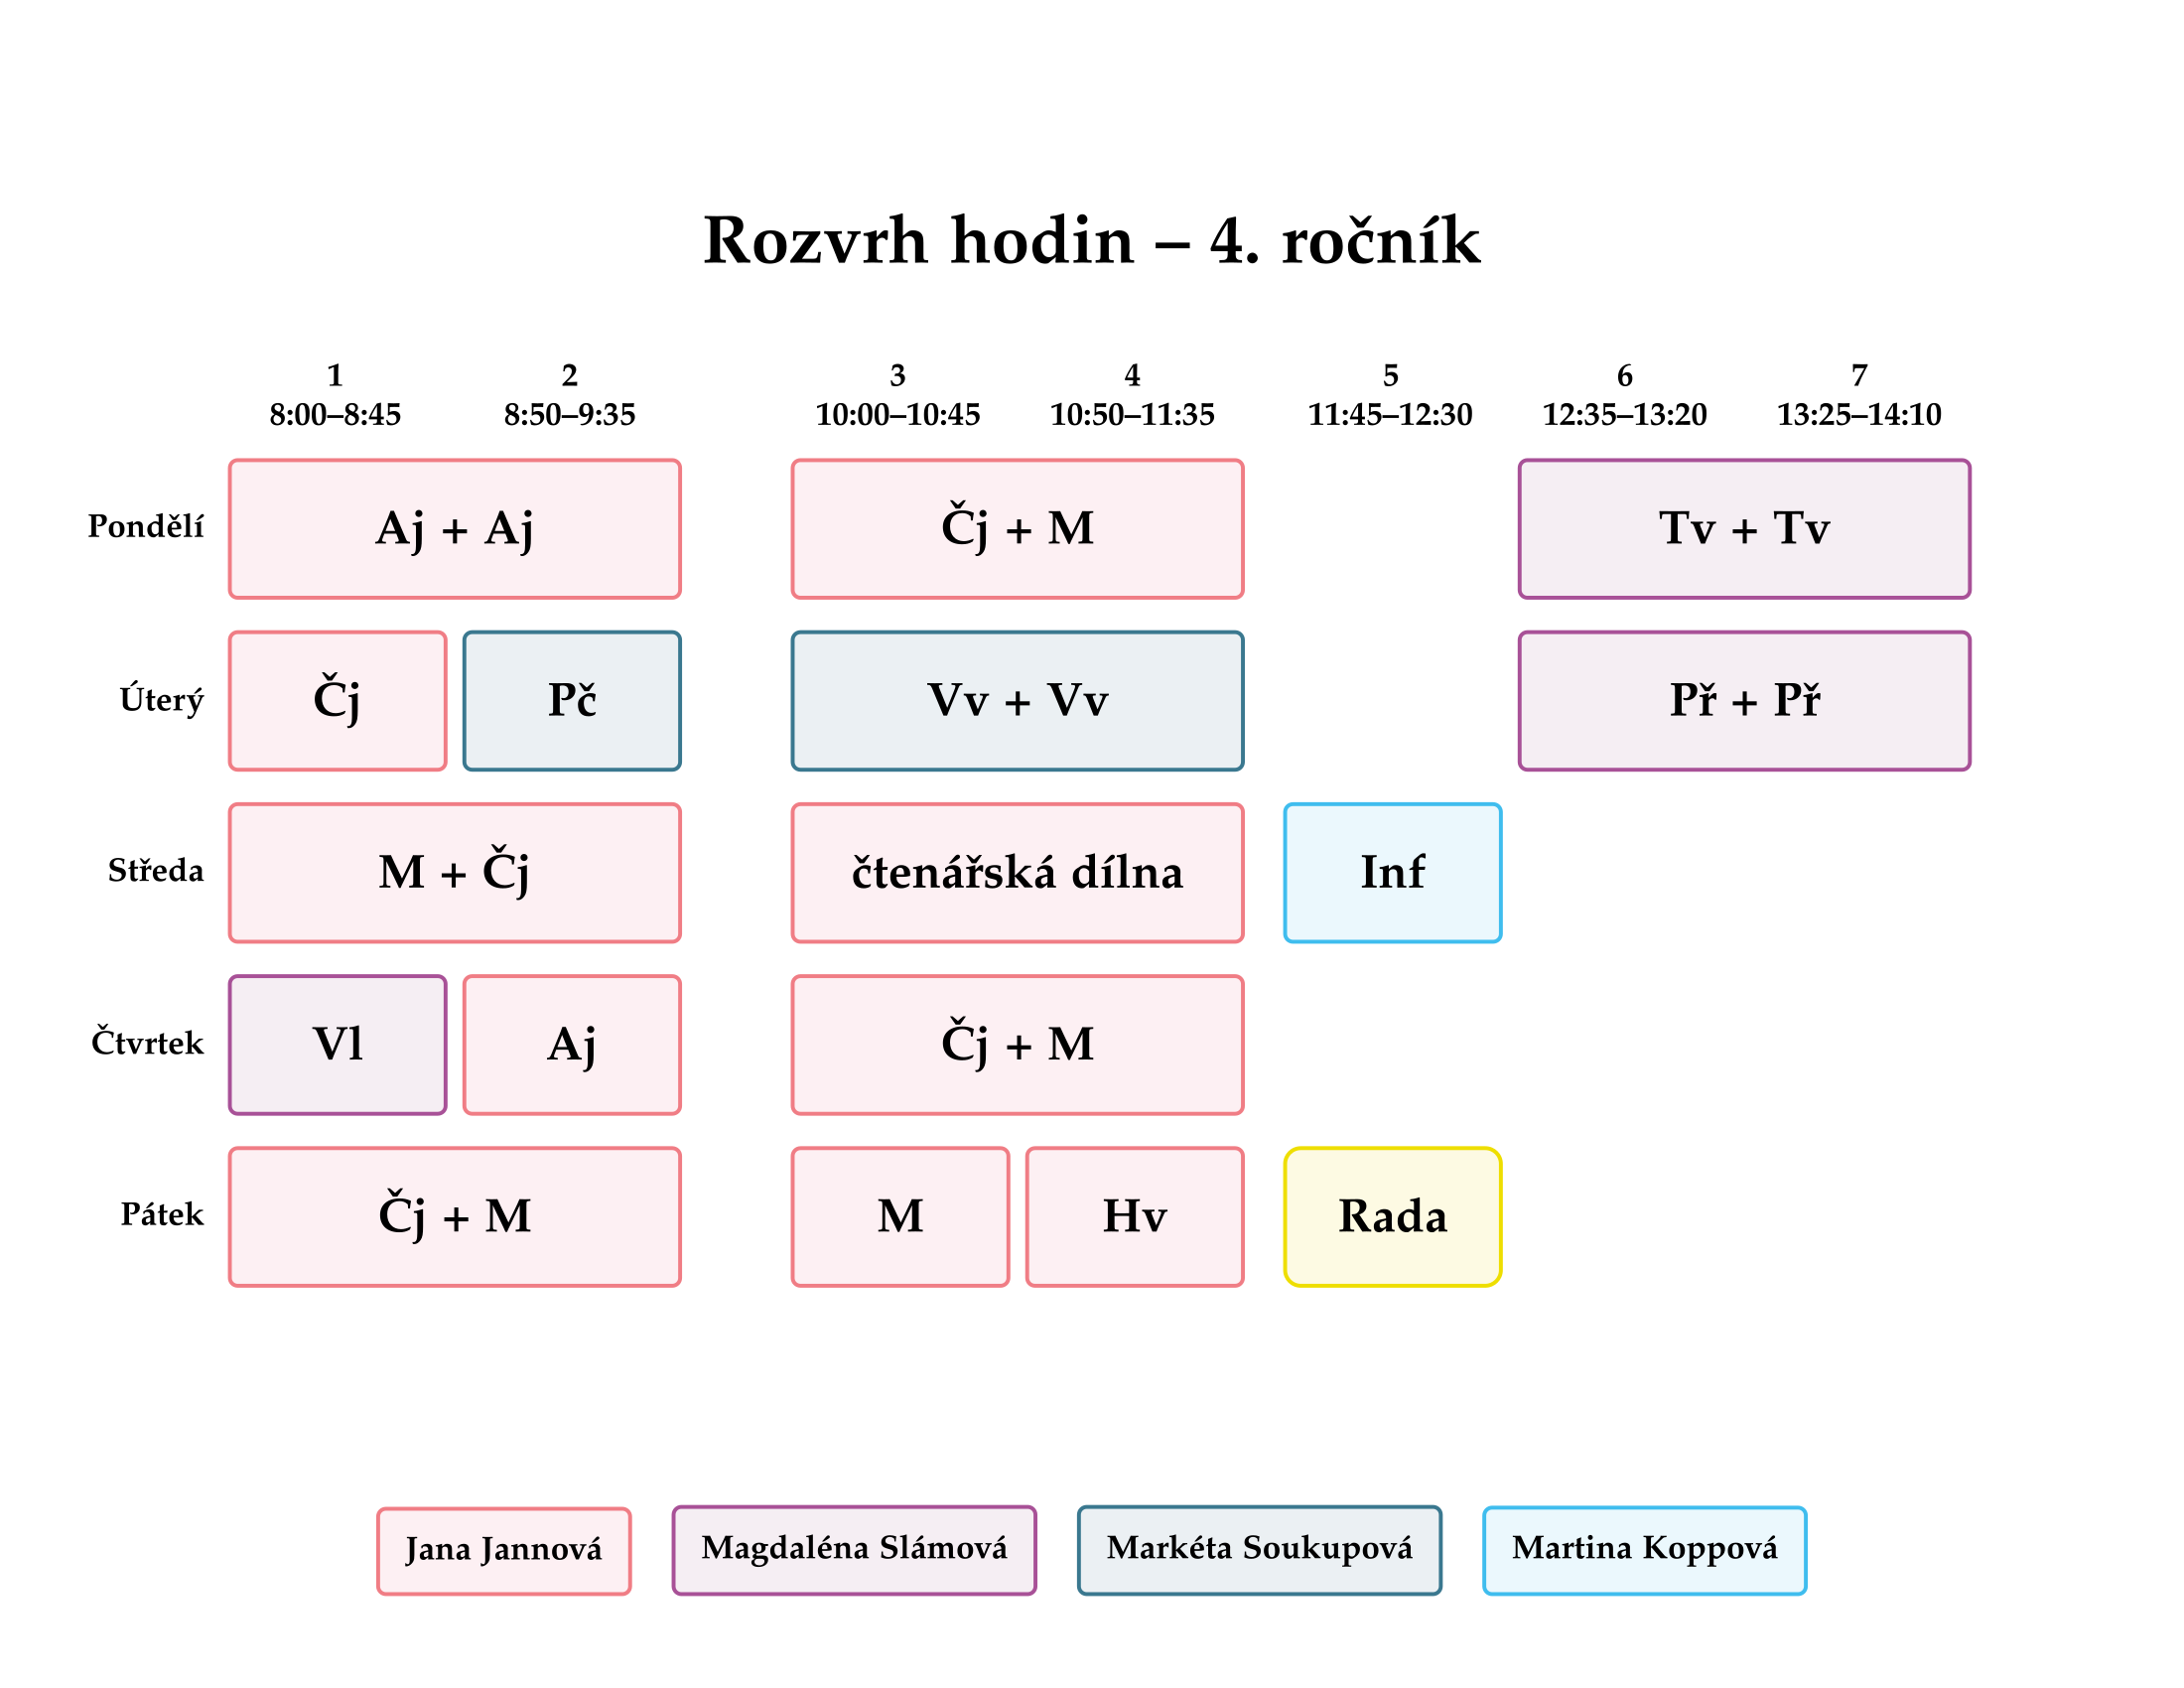 Rozvrh hodin – 4. ročník
1 2 3 4 5 6 7
8:00–8:45 8:50–9:35 10:00–10:45 10:50–11:35 11:45–12:30 12:35–13:20 13:25–14:10
Pondělí Aj + Aj Čj + M Tv + Tv
Úterý Čj Pč Vv + Vv Př + Př
Středa M + Čj čtenářská dílna Inf
Čtvrtek Vl Aj Čj + M
Pátek Čj + M M Hv Rada
Jana Jannová Magdaléna Slámová Markéta Soukupová Martina Koppová